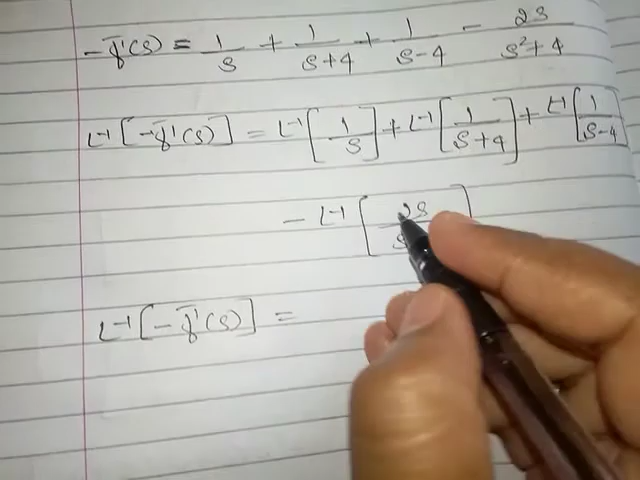 -f̄'(s) = 1/s + 1/(s+4) + 1/(s-4) - 2s/(s²+4)
L⁻¹[-f̄'(s)] = L⁻¹[1/s] + L⁻¹[1/(s+4)] + L⁻¹[1/(s-4)
- L⁻¹[2s/s
L⁻¹[-f̄'(s)] =